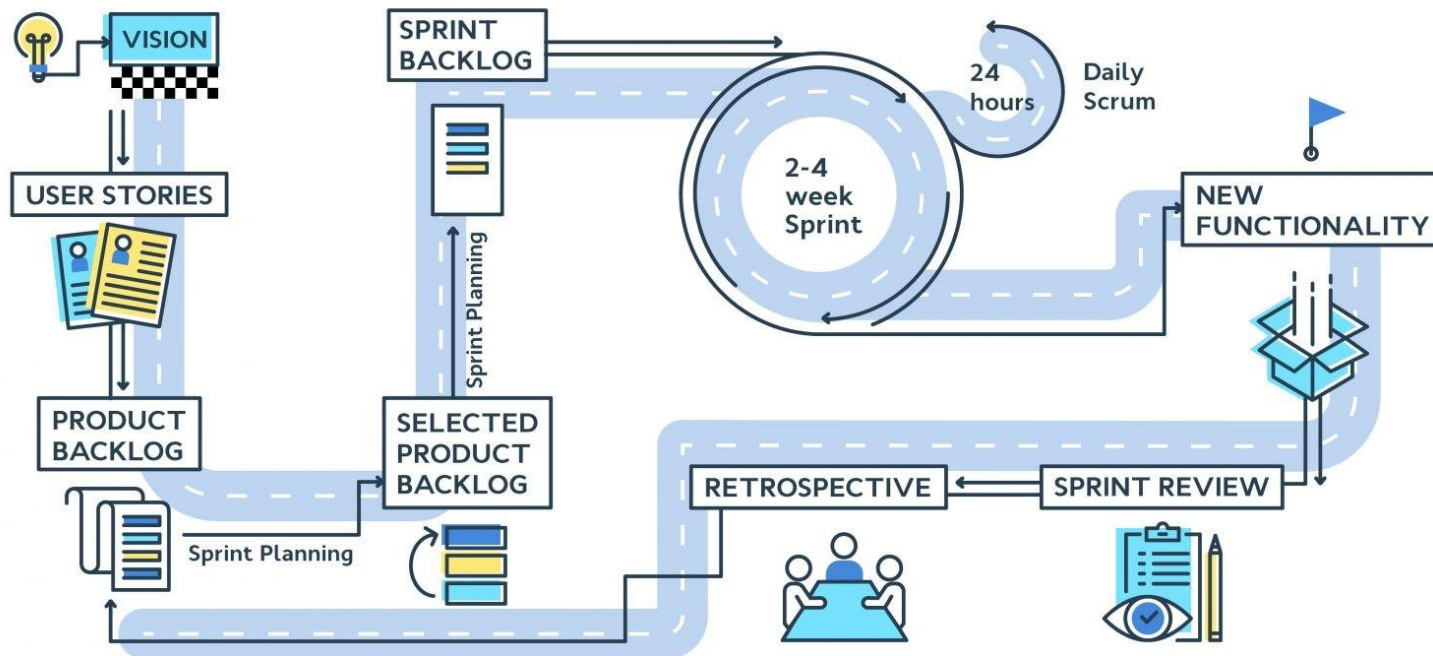 VISION
USER STORIES
PRODUCT
BACKLOG
Sprint Planning
SELECTED
PRODUCT
BACKLOG
Sprint Planning
SPRINT
BACKLOG
2-4
week
Sprint
24
hours
Daily
Scrum
NEW
FUNCTIONALITY
SPRINT REVIEW
RETROSPECTIVE